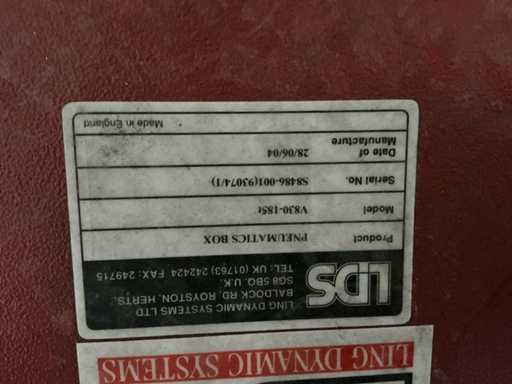 LING DYNAMIC SYSTEMS
LDS
LING DYNAMIC SYSTEMS LTD
BALDOCK RD, ROYSTON, HERTS.
SG8 5BQ, U.K.
TEL: UK (01763) 242424 FAX: 249715
Product PNEUMATICS BOX
Model V830-185t
Serial No. S8486-001(93074/1)
Date of
Manufacture 28/06/04
Made in England